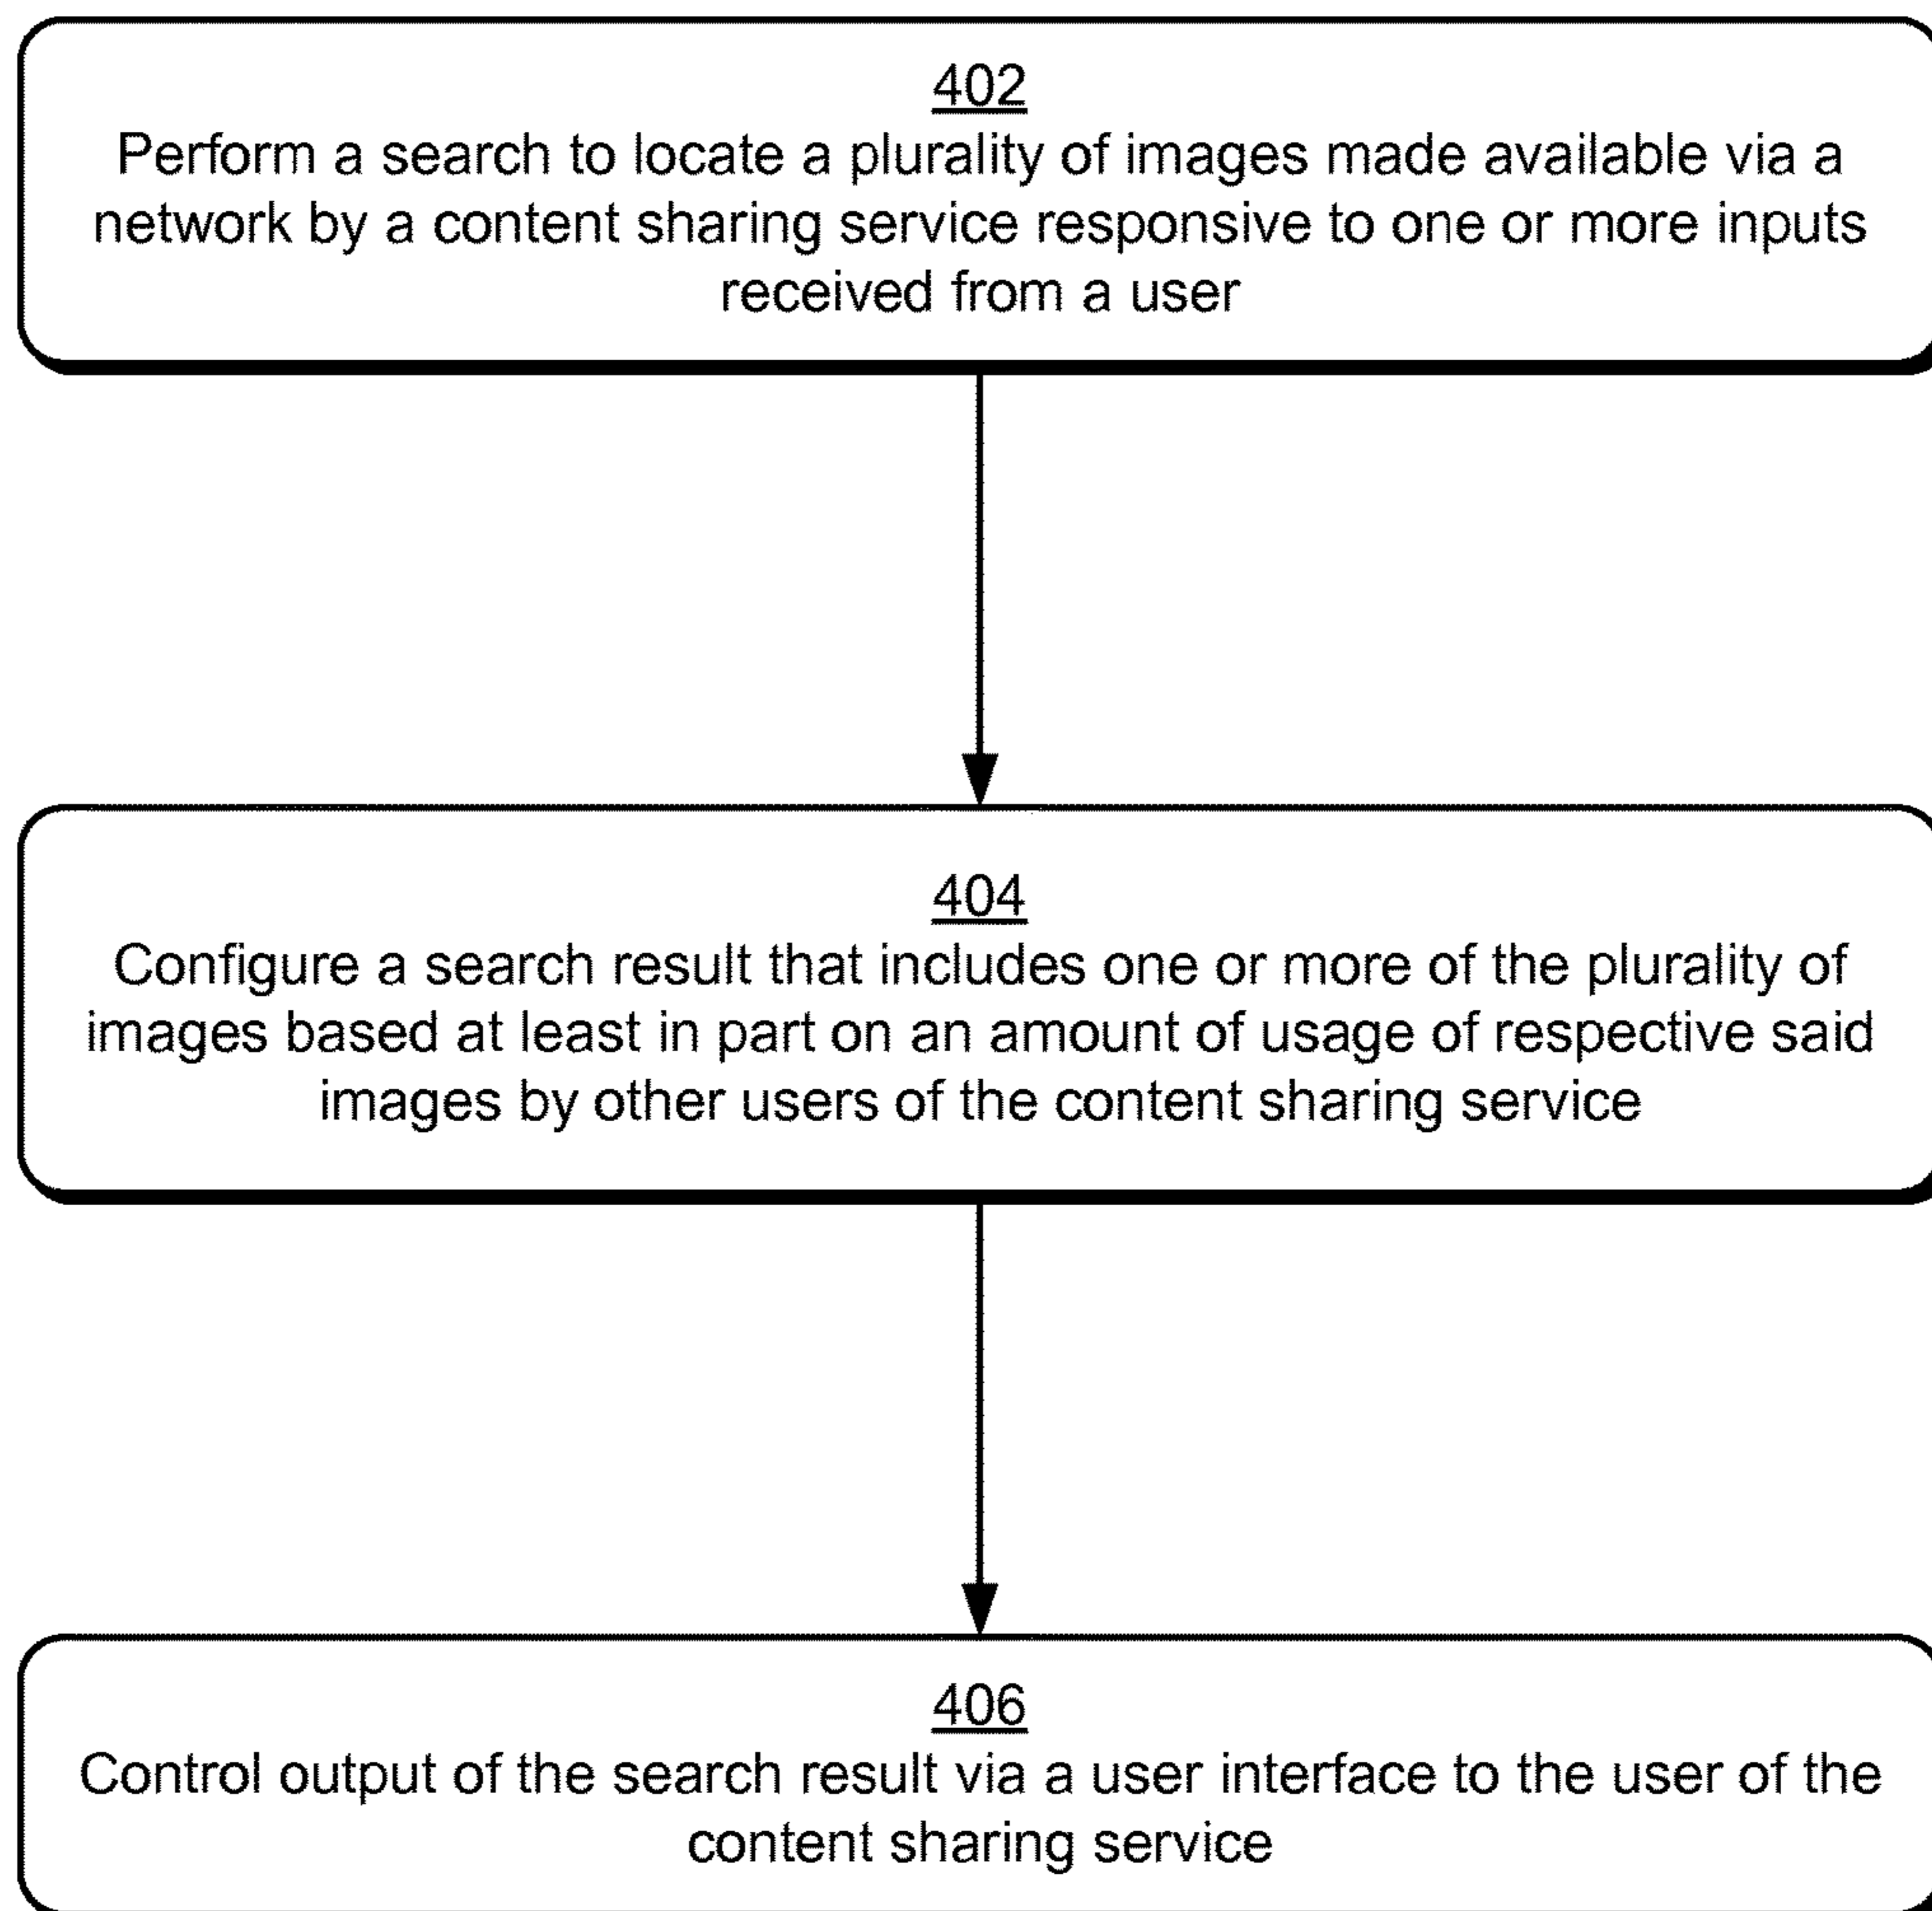 402
Perform a search to locate a plurality of images made available via a
network by a content sharing service responsive to one or more inputs
received from a user
404
Configure a search result that includes one or more of the plurality of
images based at least in part on an amount of usage of respective said
images by other users of the content sharing service
406
Control output of the search result via a user interface to the user of the
content sharing service